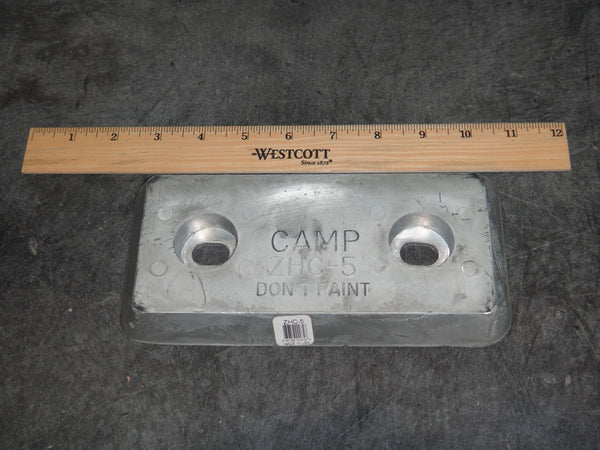 1 2 3 4 5 6 7 8 9 10 11 12
WESTCOTT
Since 1872®
CAMP
ZHC-5
DON'T PAINT
ZHC-5